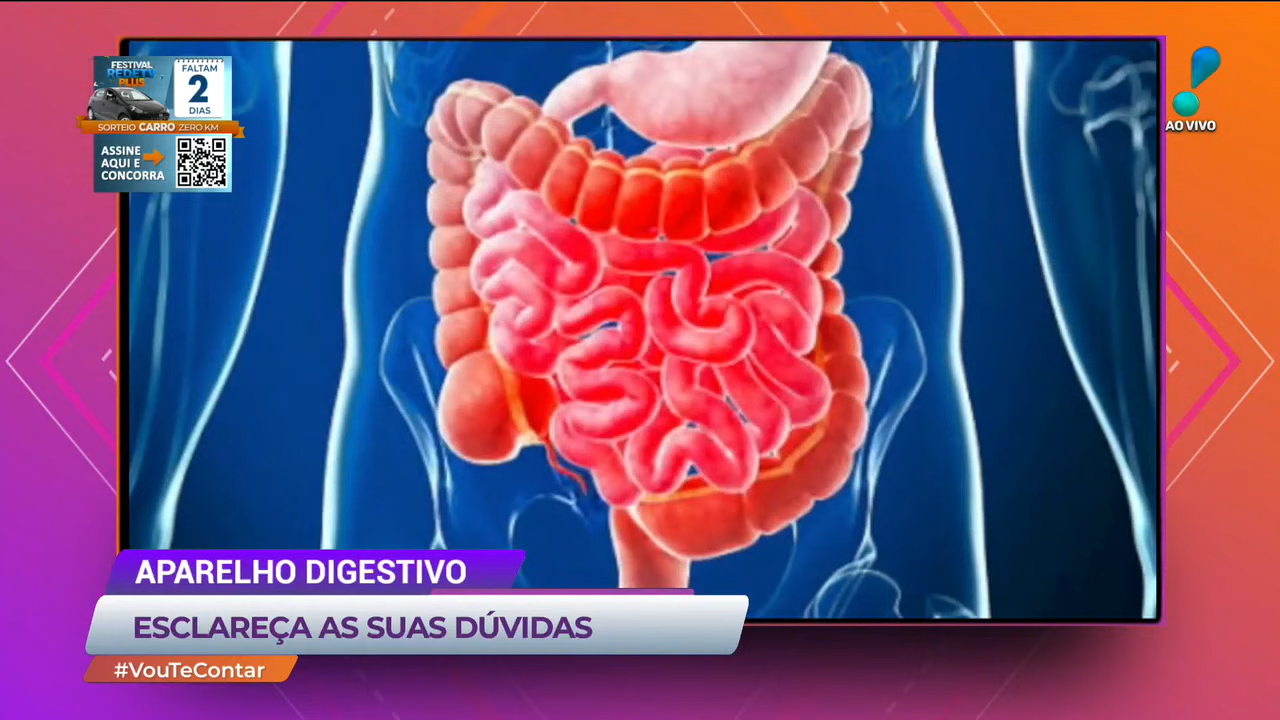 FESTIVAL
REDETV
PLUS
FALTAM
2
DIAS
SORTEIO CARRO ZERO KM
ASSINE
AQUI E
CONCORRA
AO VIVO
APARELHO DIGESTIVO
ESCLAREÇA AS SUAS DÚVIDAS
#VouTeContar